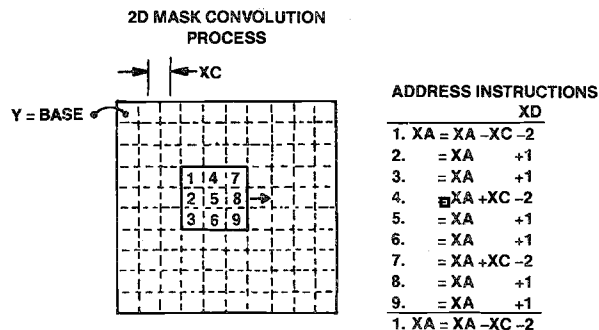 2D MASK CONVOLUTION
PROCESS
XC
Y = BASE
1 4 7
2 5 8
3 6 9
ADDRESS INSTRUCTIONS
XD
1. XA = XA –XC –2
2. = XA +1
3. = XA +1
4. = XA +XC –2
5. = XA +1
6. = XA +1
7. = XA +XC –2
8. = XA +1
9. = XA +1
1. XA = XA –XC –2